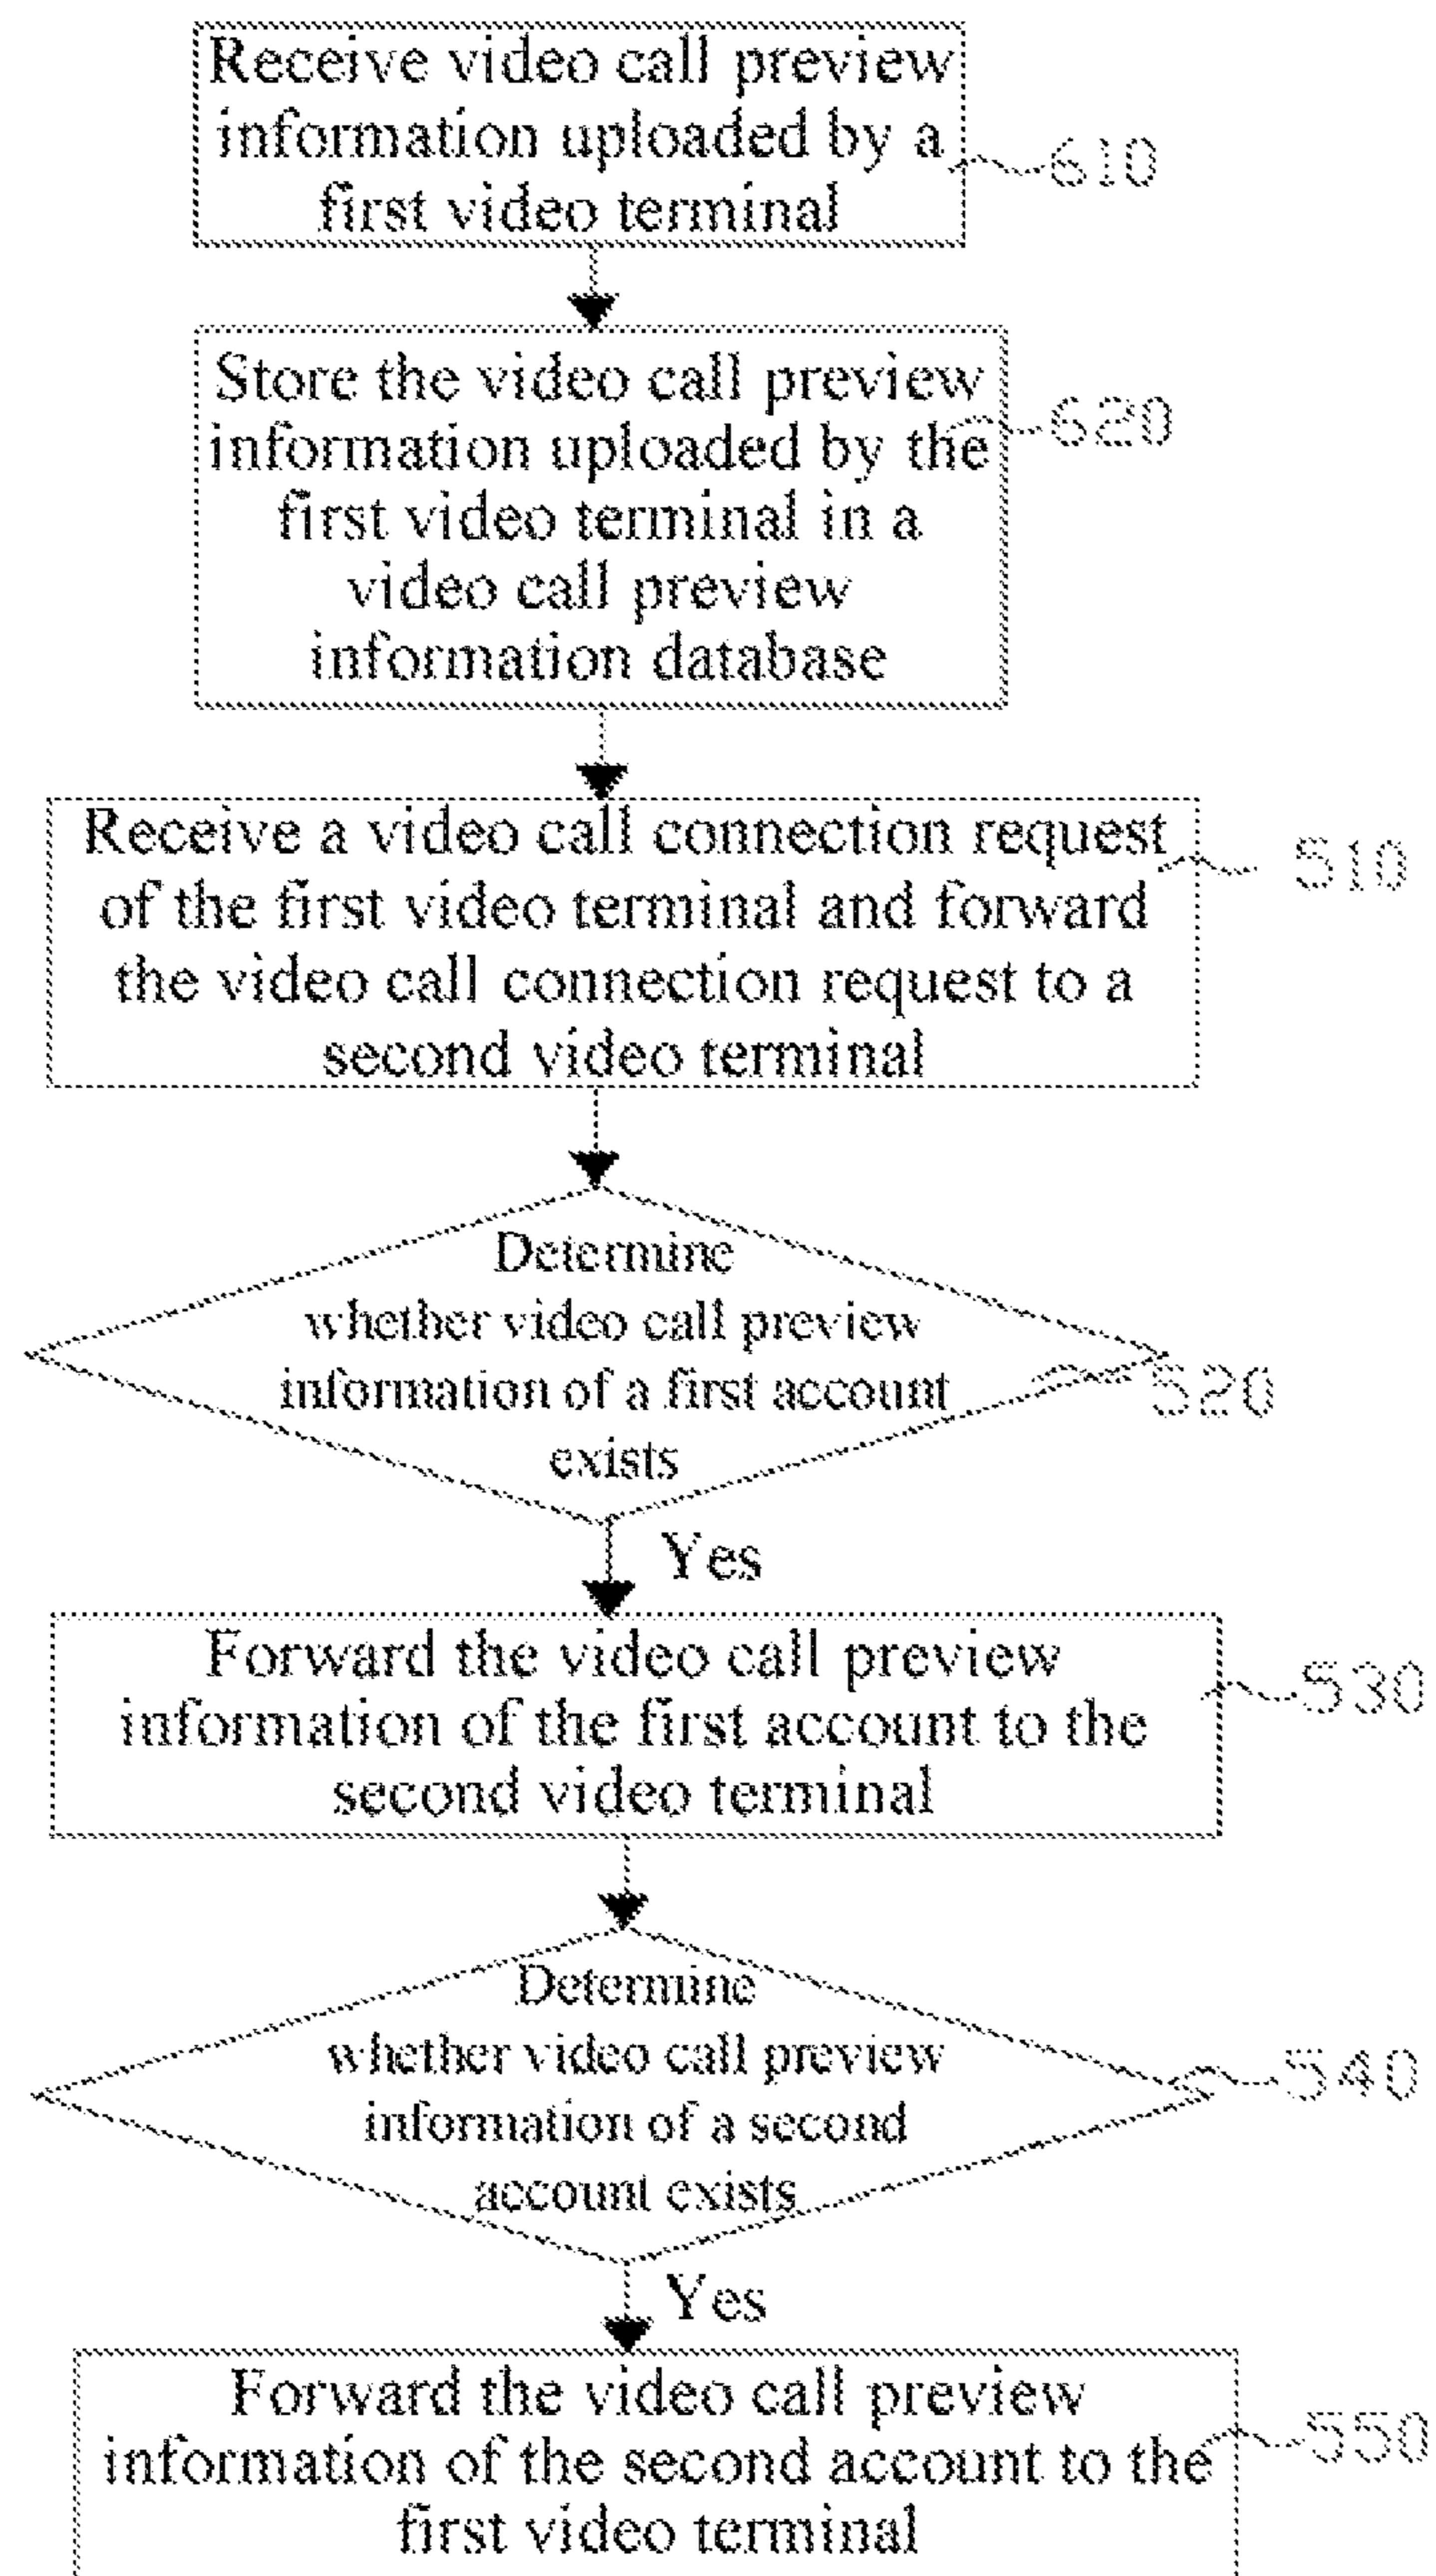 Receive video call preview
information uploaded by a
first video terminal
610
Store the video call preview
information uploaded by the
first video terminal in a
video call preview
information database
620
Receive a video call connection request
of the first video terminal and forward
the video call connection request to a
second video terminal
510
Determine
whether video call preview
information of a first account
exists
520
Yes
Forward the video call preview
information of the first account to the
second video terminal
530
Determine
whether video call preview
information of a second
account exists
540
Yes
Forward the video call preview
information of the second account to the
first video terminal
550